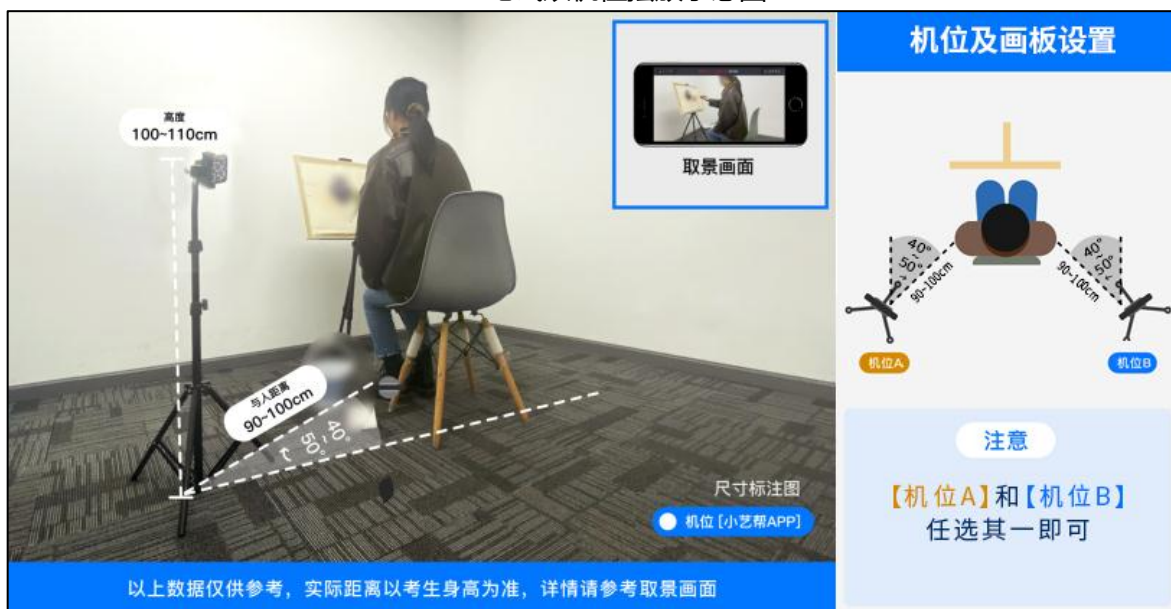 高度
100~110cm
取景画面
与人距离
90~100cm
40°
~
50°
尺寸标注图
机位 [小艺帮APP]
以上数据仅供参考，实际距离以考生身高为准，详情请参考取景画面
机位及画板设置
40°
~
50°
90~100cm
40°
~
50°
90~100cm
机位A
机位B
注意
【机位A】和【机位B】
任选其一即可